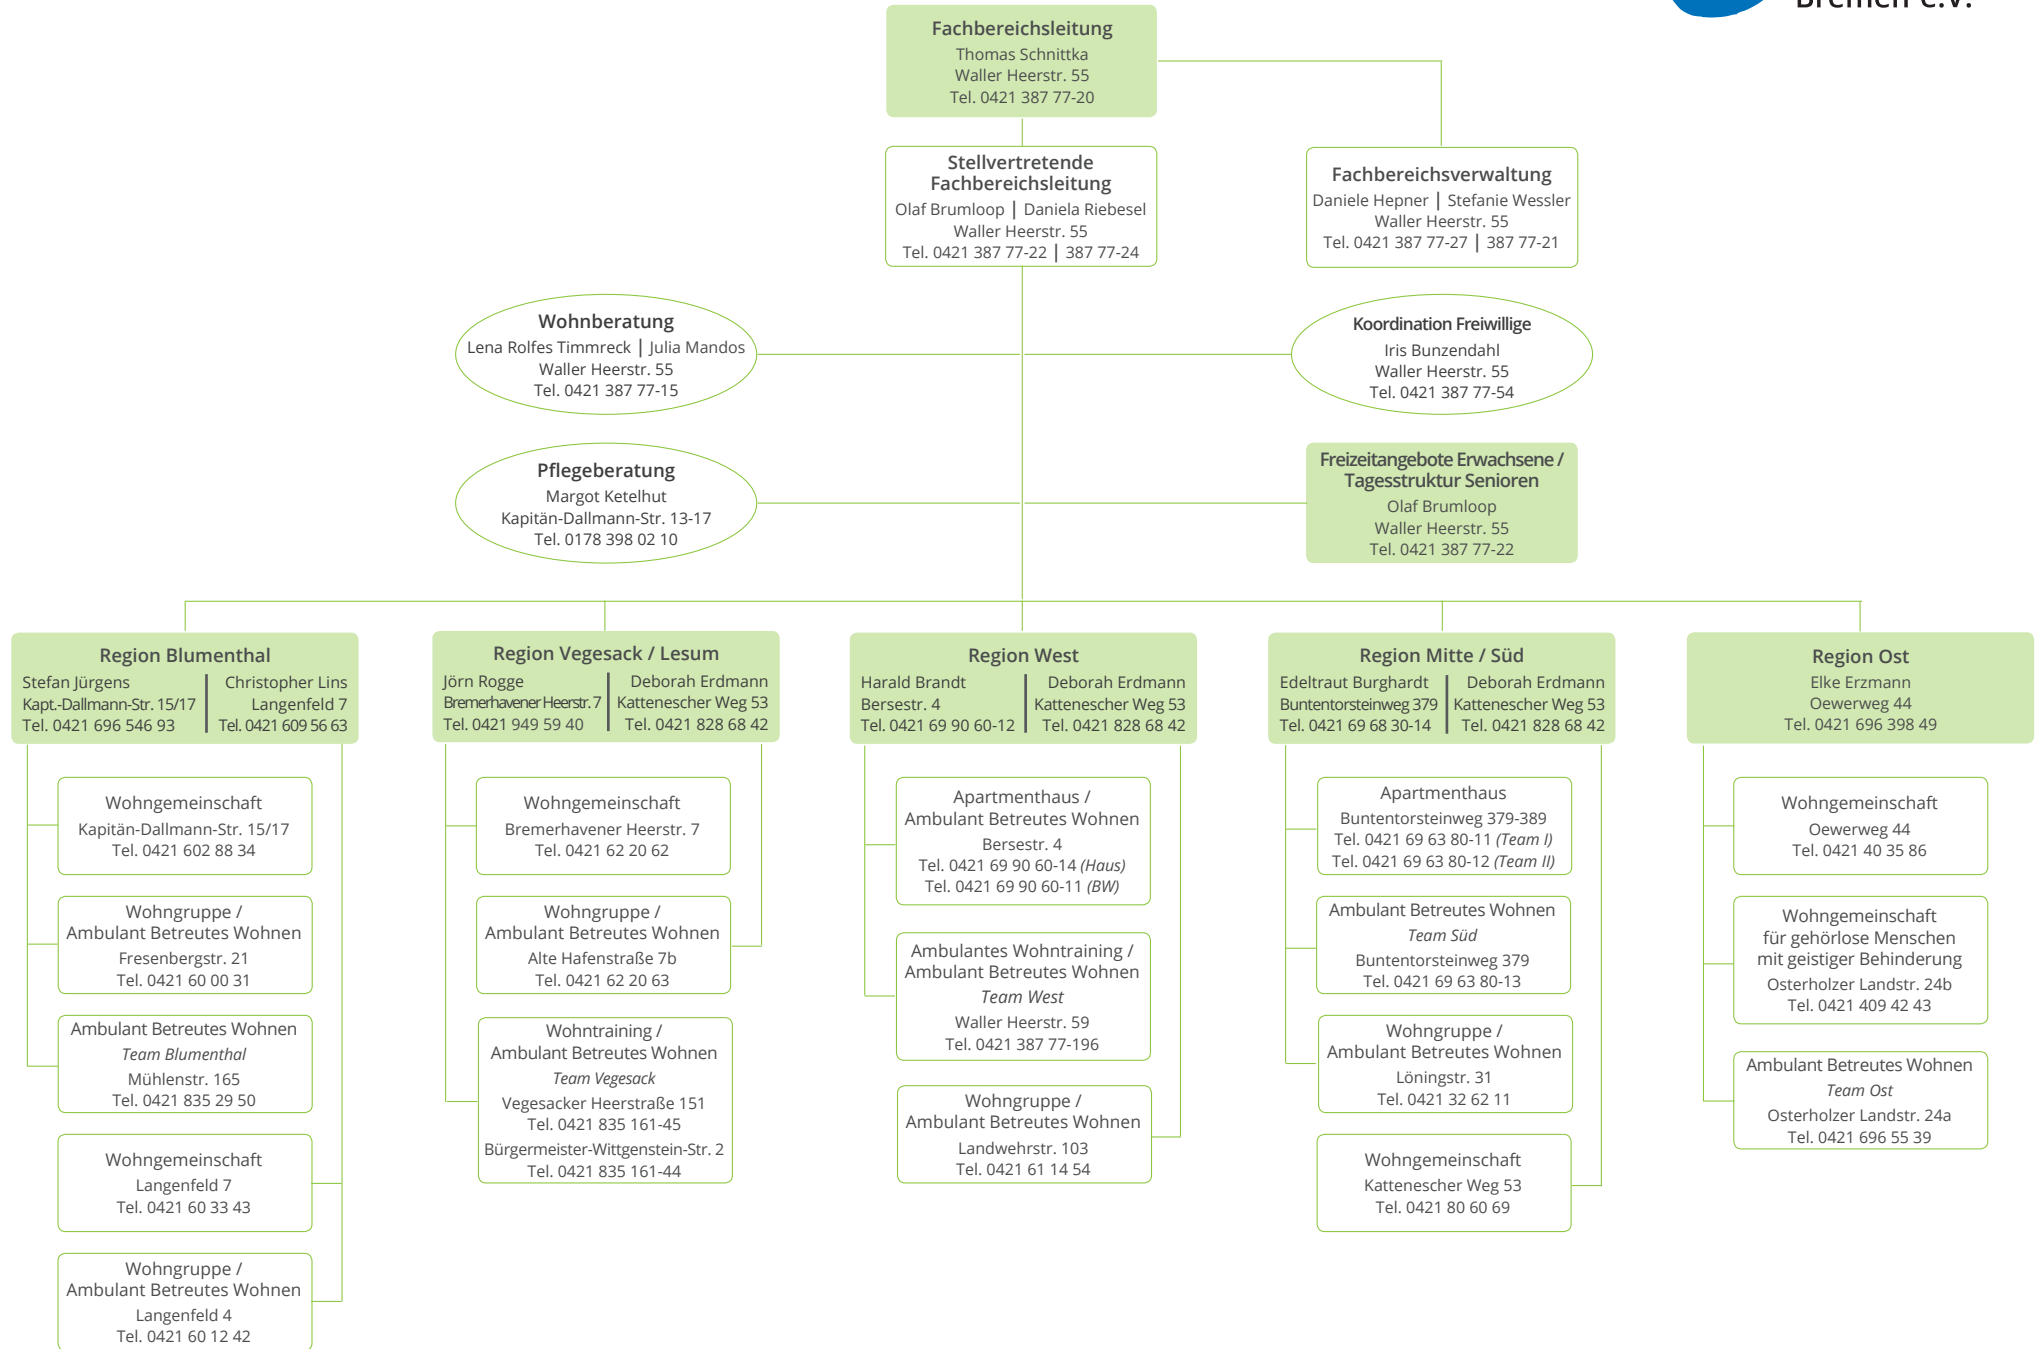 Bremen e.V.
Fachbereichsleitung
Thomas Schnittka
Waller Heerstr. 55
Tel. 0421 387 77-20
Stellvertretende
Fachbereichsleitung
Olaf Brumloop | Daniela Riebesel
Waller Heerstr. 55
Tel. 0421 387 77-22 | 387 77-24
Fachbereichsverwaltung
Daniele Hepner | Stefanie Wessler
Waller Heerstr. 55
Tel. 0421 387 77-27 | 387 77-21
Wohnberatung
Lena Rolfes Timmreck | Julia Mandos
Waller Heerstr. 55
Tel. 0421 387 77-15
Koordination Freiwillige
Iris Bunzendahl
Waller Heerstr. 55
Tel. 0421 387 77-54
Pflegeberatung
Margot Ketelhut
Kapitän-Dallmann-Str. 13-17
Tel. 0178 398 02 10
Freizeitangebote Erwachsene /
Tagesstruktur Senioren
Olaf Brumloop
Waller Heerstr. 55
Tel. 0421 387 77-22
Region Blumenthal
Stefan Jürgens
Kapt.-Dallmann-Str. 15/17
Tel. 0421 696 546 93
Christopher Lins
Langenfeld 7
Tel. 0421 609 56 63
Wohngemeinschaft
Kapitän-Dallmann-Str. 15/17
Tel. 0421 602 88 34
Wohngruppe /
Ambulant Betreutes Wohnen
Fresenbergstr. 21
Tel. 0421 60 00 31
Ambulant Betreutes Wohnen
Team Blumenthal
Mühlenstr. 165
Tel. 0421 835 29 50
Wohngemeinschaft
Langenfeld 7
Tel. 0421 60 33 43
Wohngruppe /
Ambulant Betreutes Wohnen
Langenfeld 4
Tel. 0421 60 12 42
Region Vegesack / Lesum
Jörn Rogge
Bremerhavener Heerstr. 7
Tel. 0421 949 59 40
Deborah Erdmann
Kattenescher Weg 53
Tel. 0421 828 68 42
Wohngemeinschaft
Bremerhavener Heerstr. 7
Tel. 0421 62 20 62
Wohngruppe /
Ambulant Betreutes Wohnen
Alte Hafenstraße 7b
Tel. 0421 62 20 63
Wohntraining /
Ambulant Betreutes Wohnen
Team Vegesack
Vegesacker Heerstraße 151
Tel. 0421 835 161-45
Bürgermeister-Wittgenstein-Str. 2
Tel. 0421 835 161-44
Region West
Harald Brandt
Bersestr. 4
Tel. 0421 69 90 60-12
Deborah Erdmann
Kattenescher Weg 53
Tel. 0421 828 68 42
Apartmenthaus /
Ambulant Betreutes Wohnen
Bersestr. 4
Tel. 0421 69 90 60-14 (Haus)
Tel. 0421 69 90 60-11 (BW)
Ambulantes Wohntraining /
Ambulant Betreutes Wohnen
Team West
Waller Heerstr. 59
Tel. 0421 387 77-196
Wohngruppe /
Ambulant Betreutes Wohnen
Landwehrstr. 103
Tel. 0421 61 14 54
Region Mitte / Süd
Edeltraut Burghardt
Buntentorsteinweg 379
Tel. 0421 69 68 30-14
Deborah Erdmann
Kattenescher Weg 53
Tel. 0421 828 68 42
Apartmenthaus
Buntentorsteinweg 379-389
Tel. 0421 69 63 80-11 (Team I)
Tel. 0421 69 63 80-12 (Team II)
Ambulant Betreutes Wohnen
Team Süd
Buntentorsteinweg 379
Tel. 0421 69 63 80-13
Wohngruppe /
Ambulant Betreutes Wohnen
Löningstr. 31
Tel. 0421 32 62 11
Wohngemeinschaft
Kattenescher Weg 53
Tel. 0421 80 60 69
Region Ost
Elke Erzmann
Oewerweg 44
Tel. 0421 696 398 49
Wohngemeinschaft
Oewerweg 44
Tel. 0421 40 35 86
Wohngemeinschaft
für gehörlose Menschen
mit geistiger Behinderung
Osterholzer Landstr. 24b
Tel. 0421 409 42 43
Ambulant Betreutes Wohnen
Team Ost
Osterholzer Landstr. 24a
Tel. 0421 696 55 39